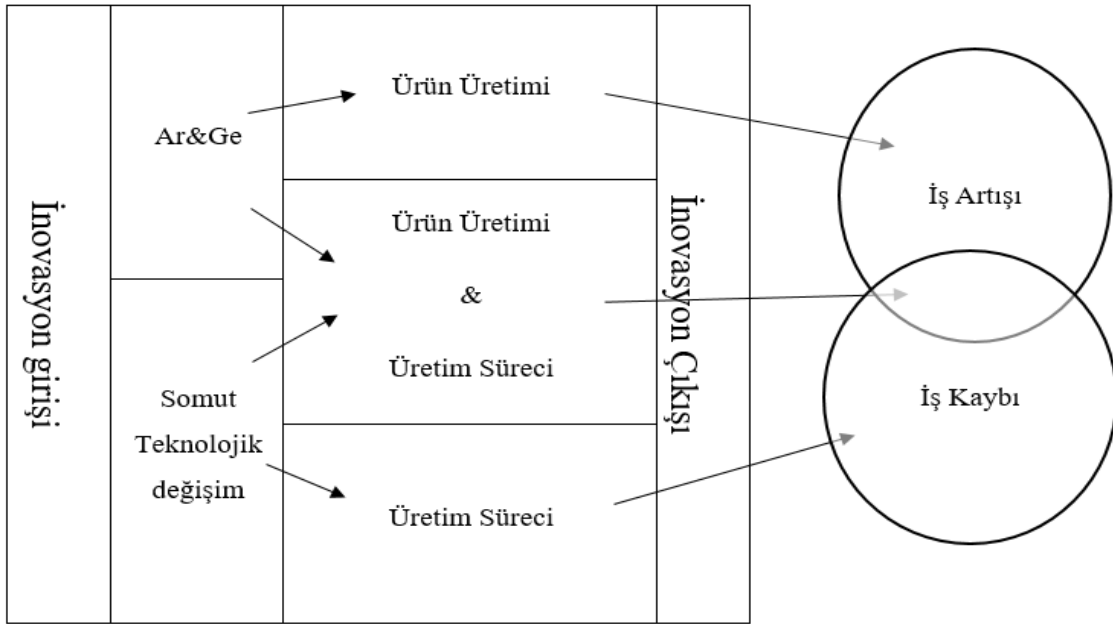 İnovasyon girişi
Ar&Ge
Somut
Teknolojik
değişim
Ürün Üretimi
Ürün Üretimi
&
Üretim Süreci
Üretim Süreci
İnovasyon Çıkışı
İş Artışı
İş Kaybı